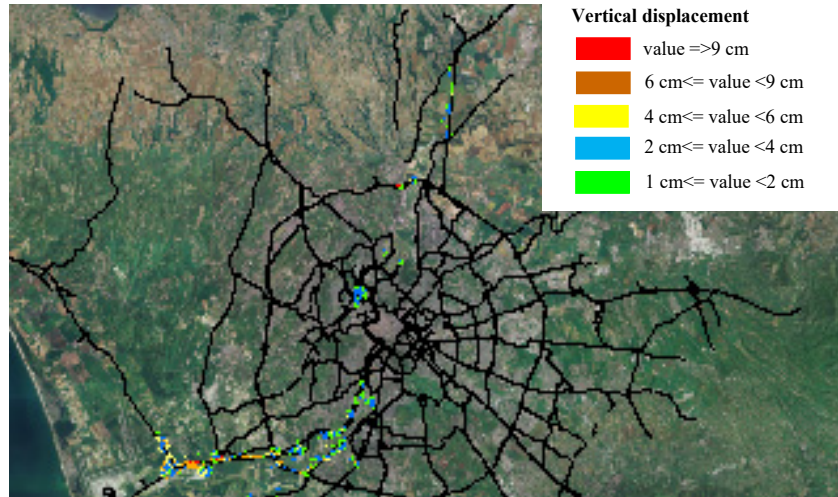 Vertical displacement
value =>9 cm
6 cm<= value <9 cm
4 cm<= value <6 cm
2 cm<= value <4 cm
1 cm<= value <2 cm